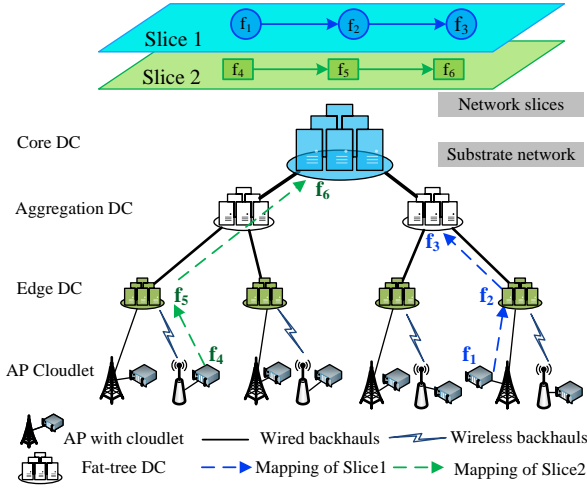 Slice 1
f1
f2
f3
Slice 2
f4
f5
f6
Network slices
Core DC
Substrate network
f6
Aggregation DC
f3
Edge DC
f5
f2
f4
f1
AP Cloudlet
AP with cloudlet
Wired backhauls
Wireless backhauls
Fat-tree DC
Mapping of Slice1
Mapping of Slice2